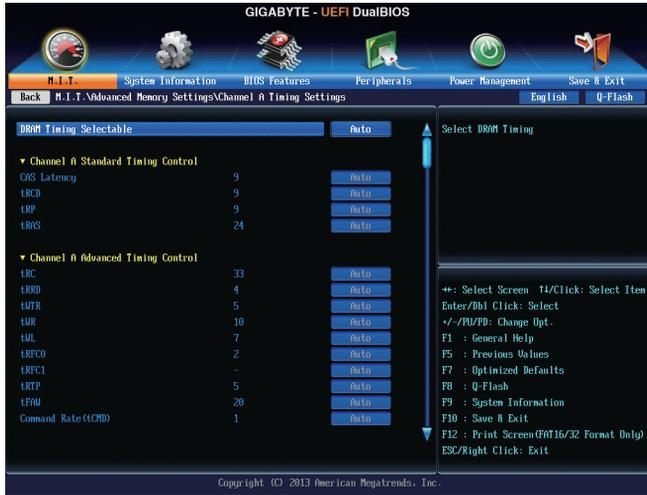 GIGABYTE - UEFI DualBIOS
M.I.T. System Information BIOS Features Peripherals Power Management Save & Exit
Back M.I.T.\Advanced Memory Settings\Channel A Timing Settings English Q-Flash
DRAM Timing Selectable Auto Select DRAM Timing
▼ Channel A Standard Timing Control
CAS Latency 9 Auto
tRCD 9 Auto
tRP 9 Auto
tRAS 24 Auto
▼ Channel A Advanced Timing Control
tRC 33 Auto
tRRD 4 Auto
tWTR 5 Auto
tWR 10 Auto
tWL 7 Auto
tRFC0 2 Auto
tRFC1 - Auto
tRTP 5 Auto
tFAW 20 Auto
Command Rate(tCMD) 1 Auto
→←: Select Screen ↑↓/Click: Select Item
Enter/Dbl Click: Select
+/-/PU/PD: Change Opt.
F1 : General Help
F5 : Previous Values
F7 : Optimized Defaults
F8 : Q-Flash
F9 : System Information
F10 : Save & Exit
F12 : Print Screen(FAT16/32 Format Only)
ESC/Right Click: Exit
Copyright (C) 2013 American Megatrends, Inc.